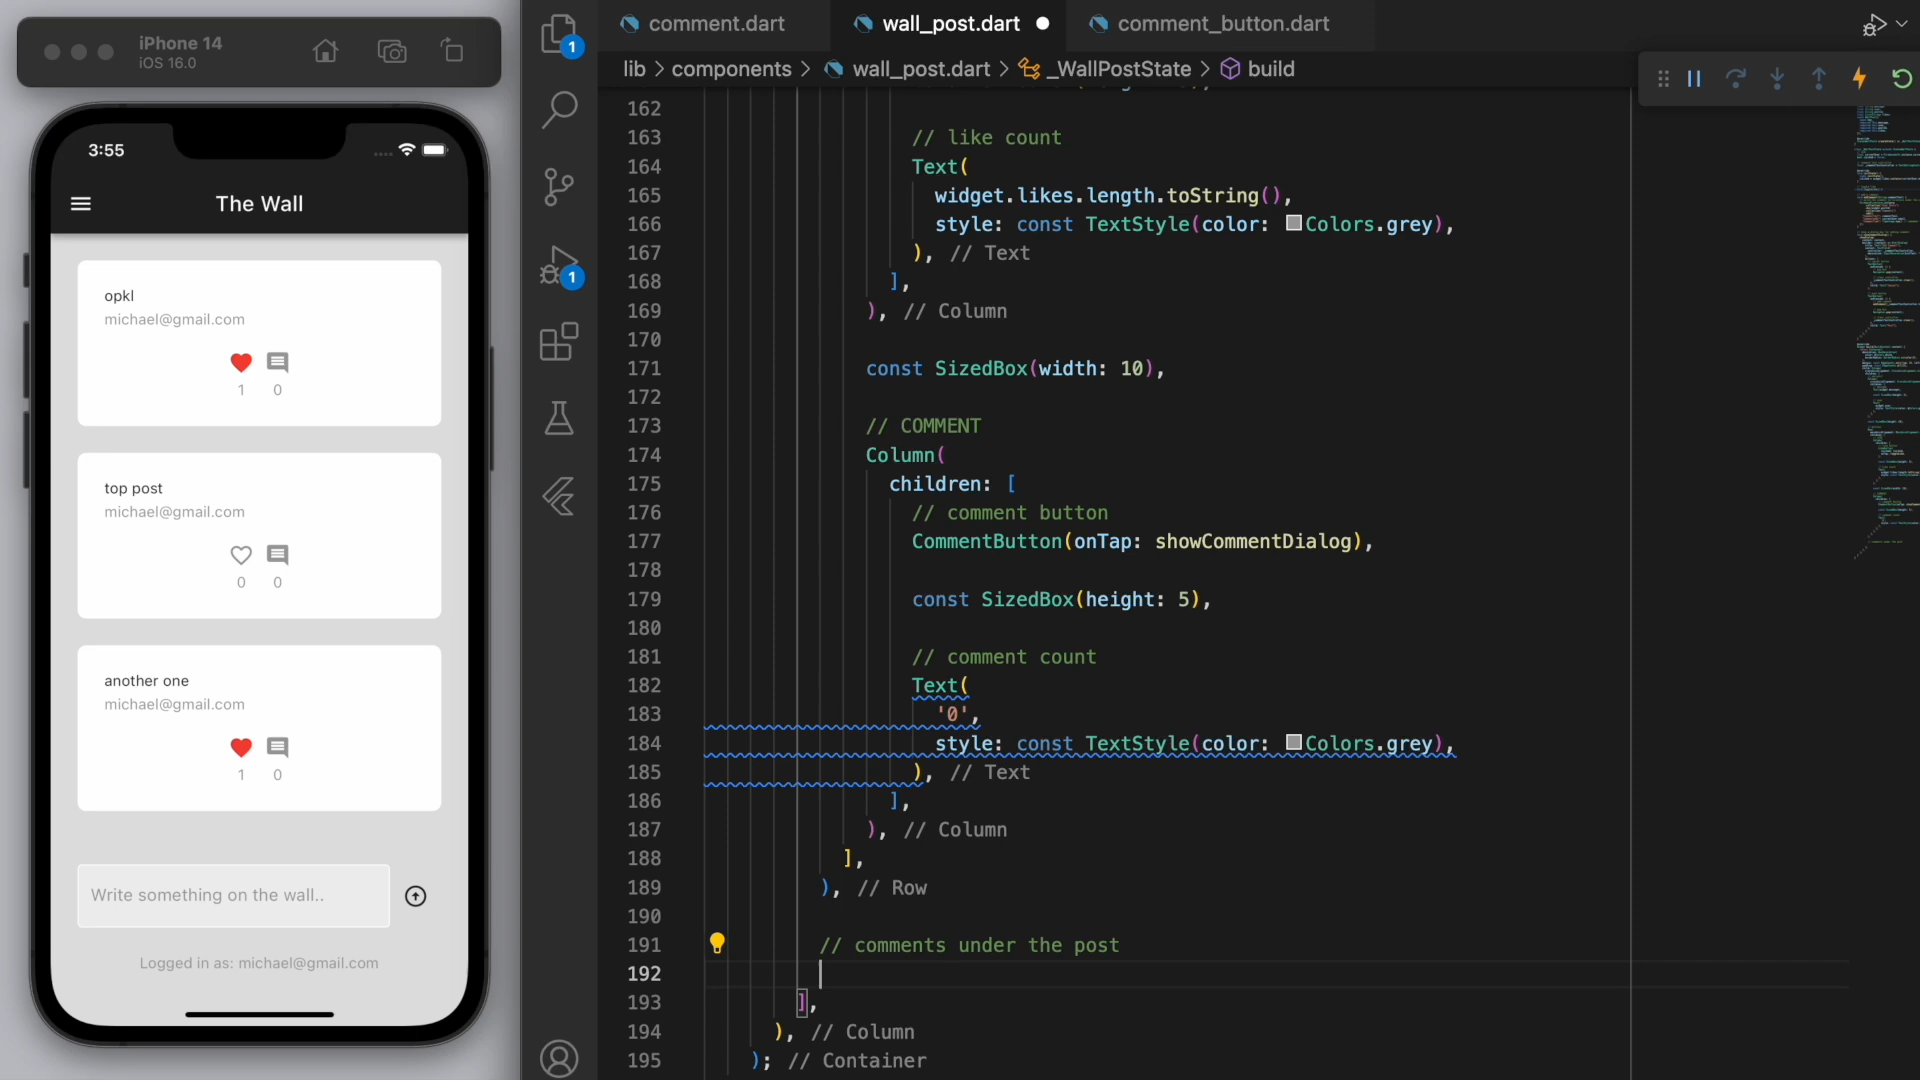 iPhone 14
iOS 16.0
3:55
The Wall
opkl
michael@gmail.com
1
0
top post
michael@gmail.com
0
0
another one
michael@gmail.com
1
0
Write something on the wall..
Logged in as: michael@gmail.com
1
1
comment.dart
wall_post.dart
comment_button.dart
lib > components > wall_post.dart > _WallPostState > build
162
163 // like count
164 Text(
165 widget.likes.length.toString(),
166 style: const TextStyle(color: Colors.grey),
167 ), // Text
168 ],
169 ), // Column
170
171 const SizedBox(width: 10),
172
173 // COMMENT
174 Column(
175 children: [
176 // comment button
177 CommentButton(onTap: showCommentDialog),
178
179 const SizedBox(height: 5),
180
181 // comment count
182 Text(
183 '0',
184 style: const TextStyle(color: Colors.grey),
185 ), // Text
186 ],
187 ), // Column
188 ],
189 ), // Row
190
191 // comments under the post
192
193 ],
194 ), // Column
195 ); // Container